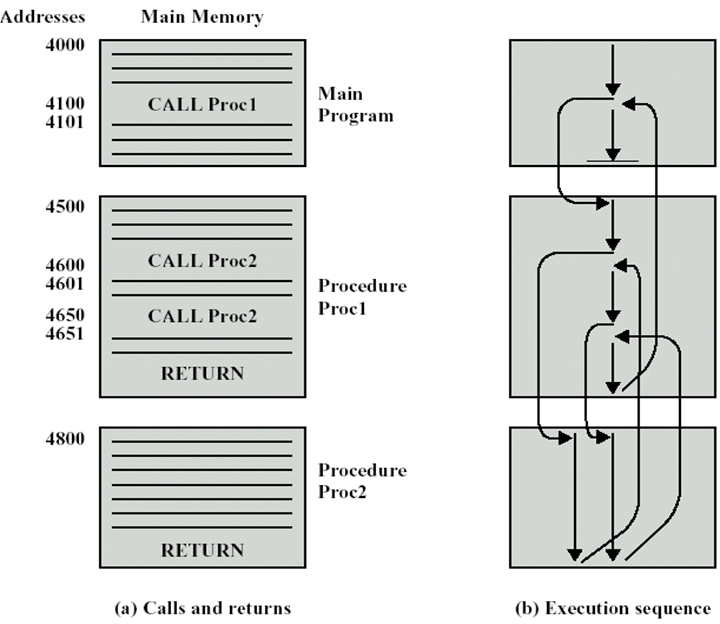 Addresses Main Memory
4000
4100 CALL Proc1
4101
Main
Program
4500
4600 CALL Proc2
4601
4650 CALL Proc2
4651
RETURN
Procedure
Proc1
4800
RETURN
Procedure
Proc2
(a) Calls and returns
(b) Execution sequence